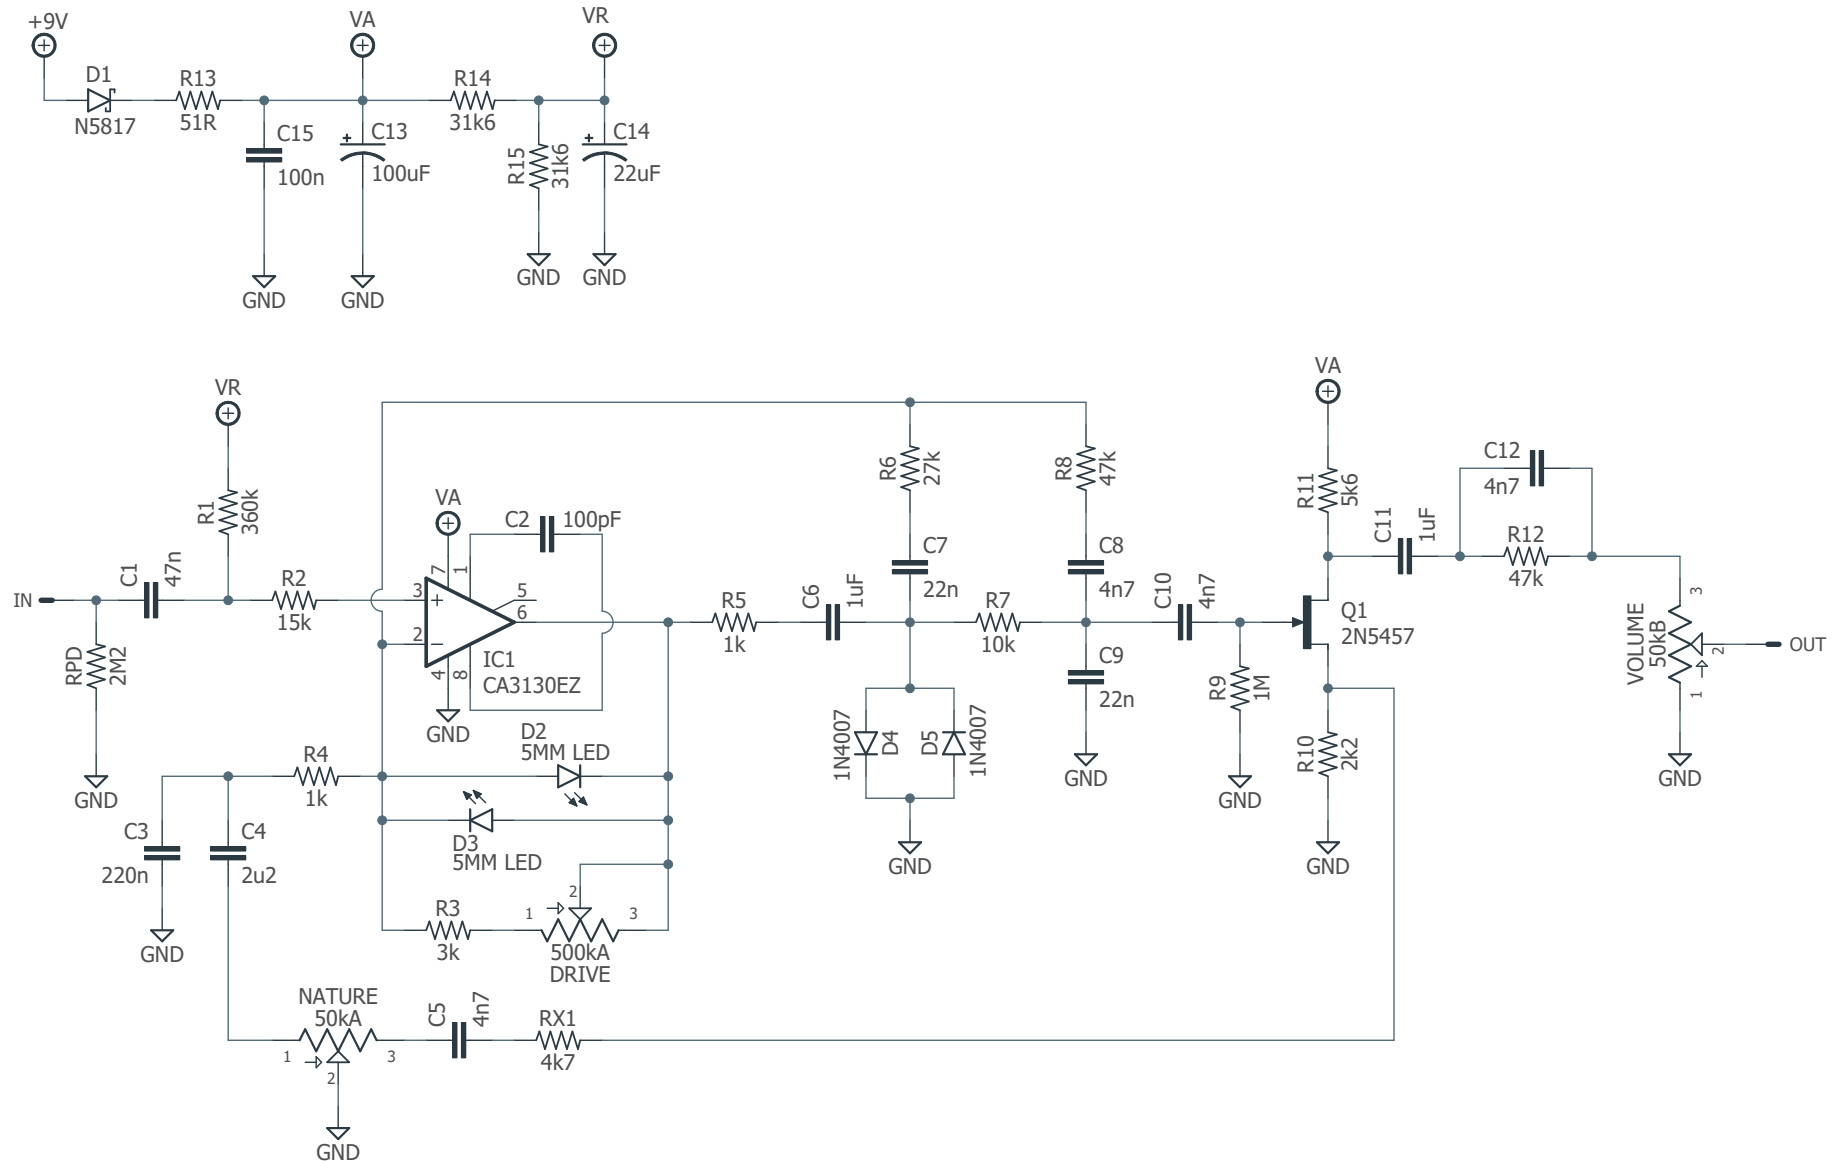 +9V
VA
VR
D1
N5817
R13
51R
R14
31k6
C15
100n
C13
100uF
R15
31k6
C14
22uF
GND
GND
GND
GND
VR
R1
360k
VA
C2
100pF
IN
C1
47n
R2
15k
3
2
7
1
4
8
5
6
+
−
IC1
CA3130EZ
GND
RPD
2M2
GND
R4
1k
D2
5MM LED
D3
5MM LED
C3
220n
GND
C4
2u2
R3
3k
1
2
3
500kA
DRIVE
NATURE
50kA
1
2
3
GND
C5
4n7
RX1
4k7
R5
1k
C6
1uF
R6
27k
C7
22n
R8
47k
C8
4n7
R7
10k
C9
22n
GND
1N4007
D4
D5
1N4007
GND
C10
4n7
R9
1M
GND
VA
R11
5k6
Q1
2N5457
R10
2k2
GND
C11
1uF
C12
4n7
R12
47k
VOLUME
50kB
3
2
1
GND
OUT